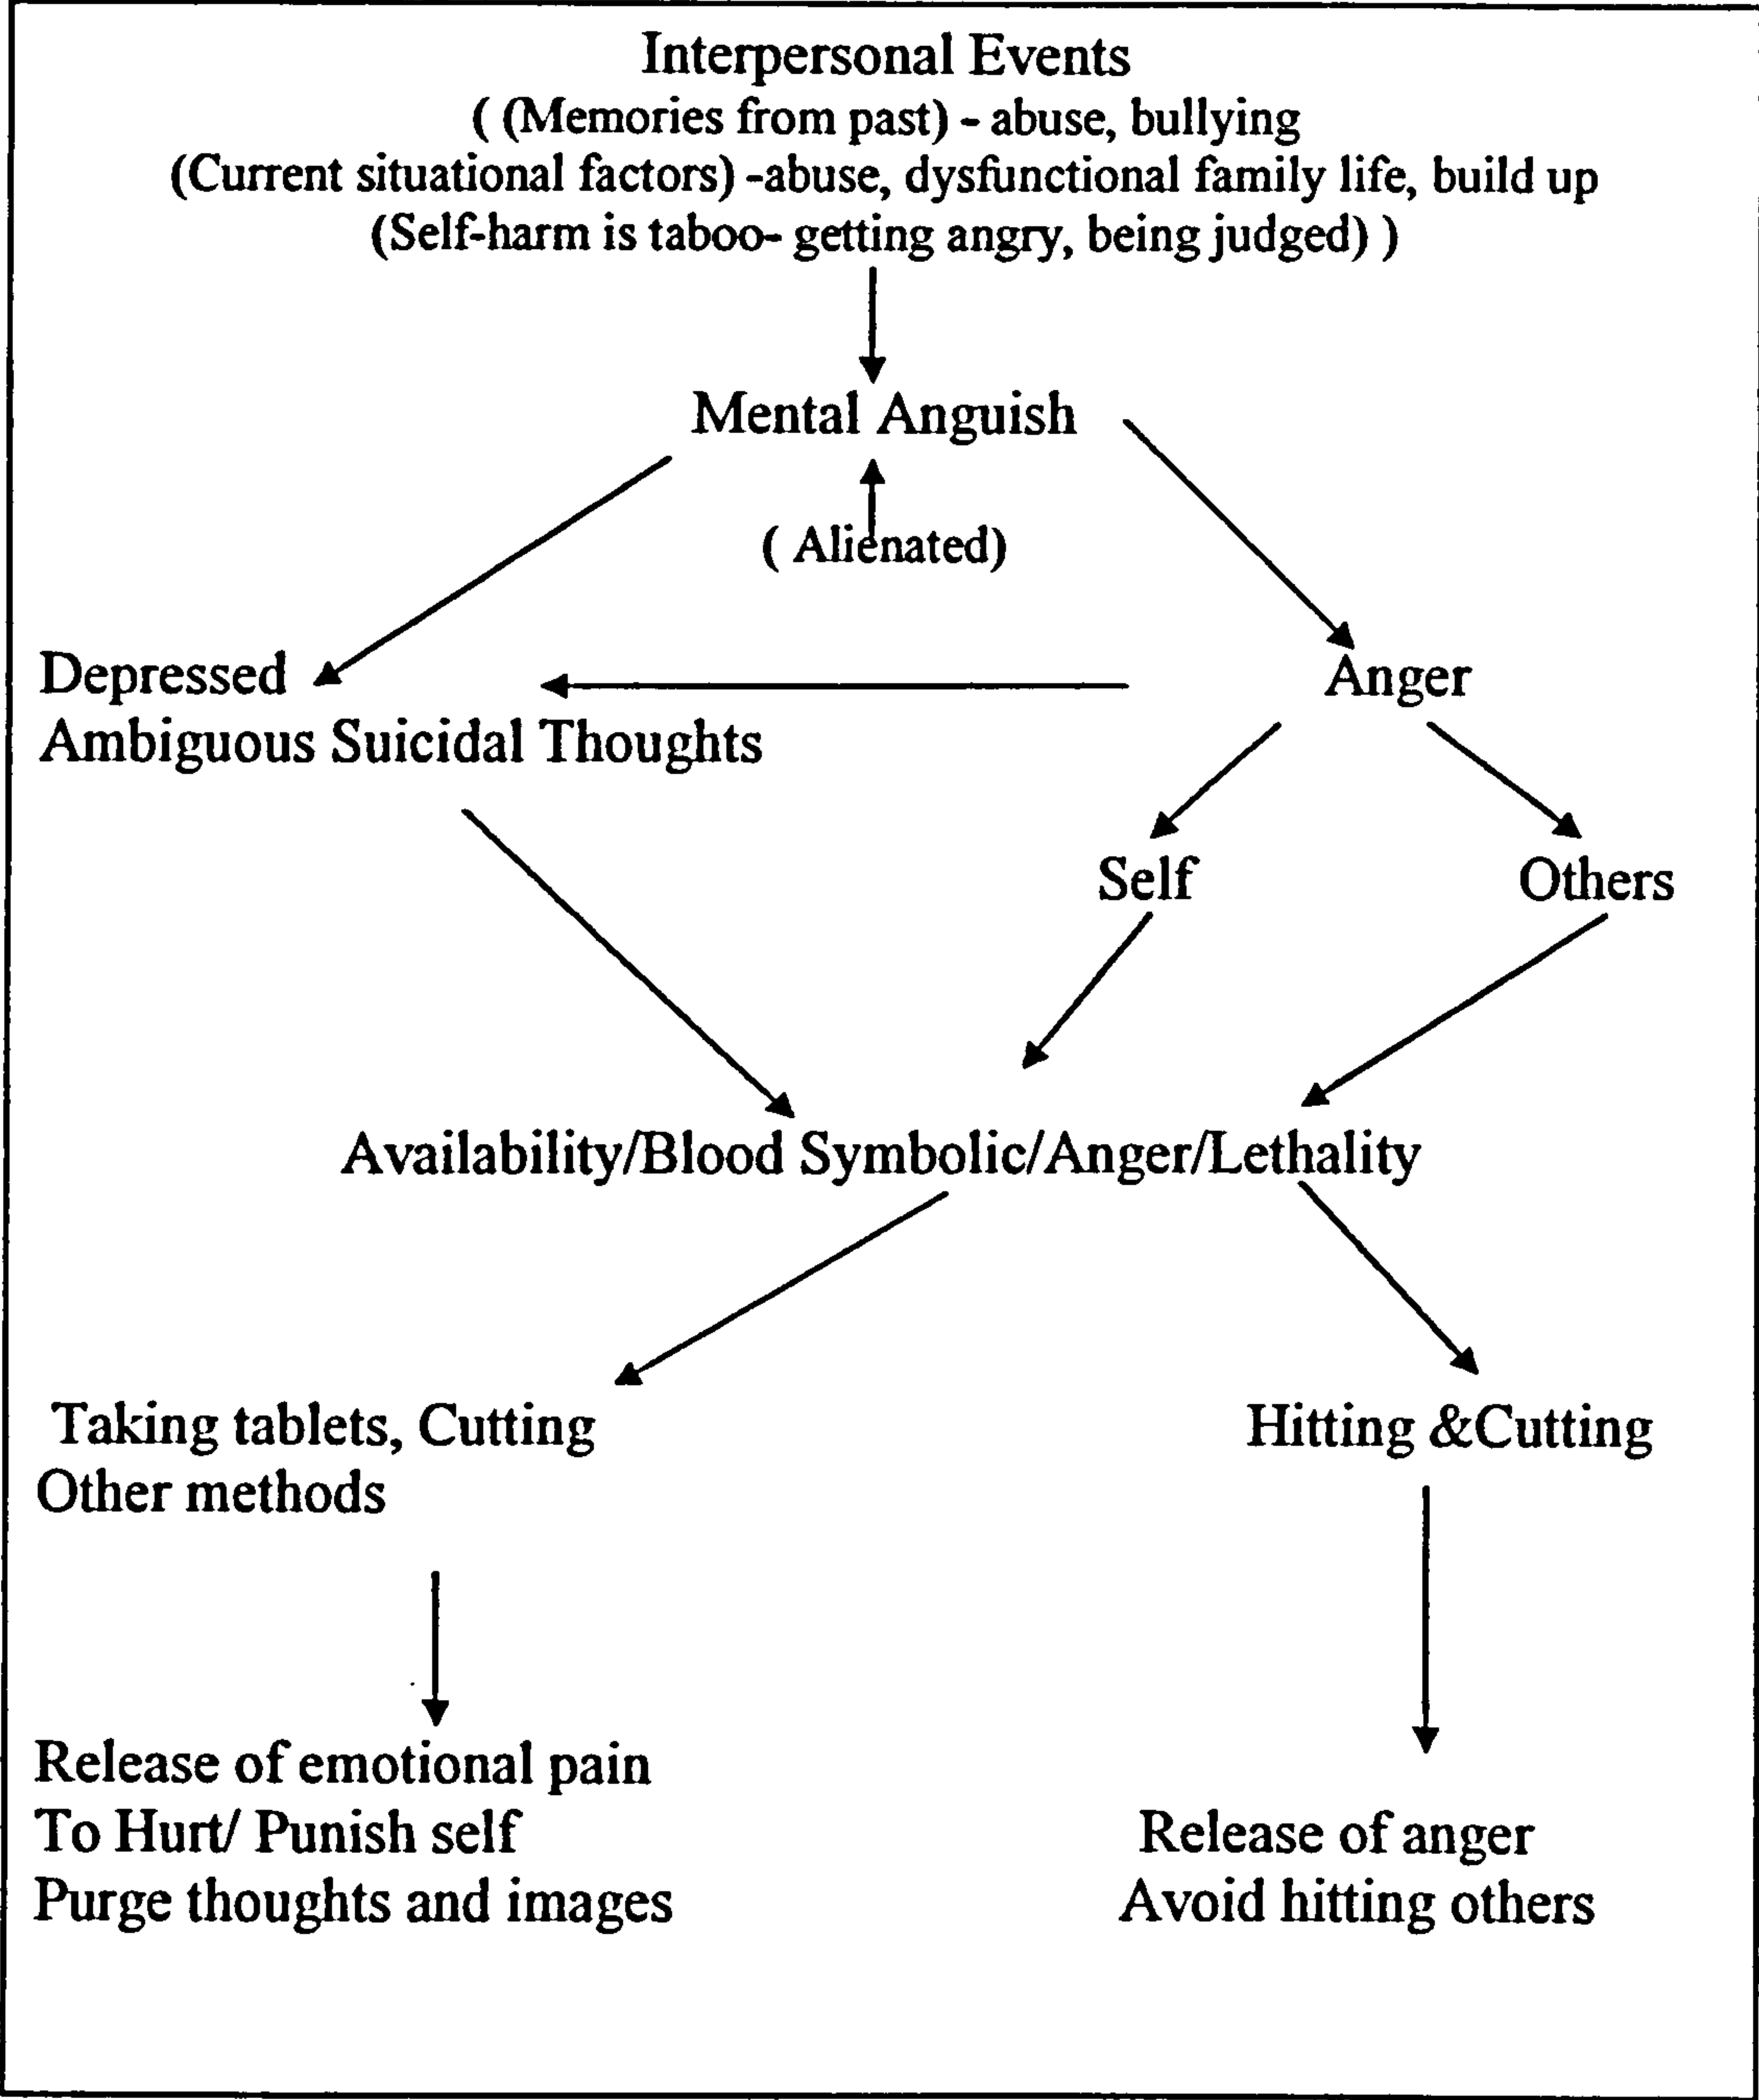 Interpersonal Events
( (Memories from past) - abuse, bullying
(Current situational factors) -abuse, dysfunctional family life, build up
(Self-harm is taboo- getting angry, being judged) )
Mental Anguish
( Alienated)
Depressed
Anger
Ambiguous Suicidal Thoughts
Self
Others
Availability/Blood Symbolic/Anger/Lethality
Taking tablets, Cutting
Hitting &Cutting
Other methods
Release of emotional pain
To Hurt/ Punish self
Release of anger
Purge thoughts and images
Avoid hitting others